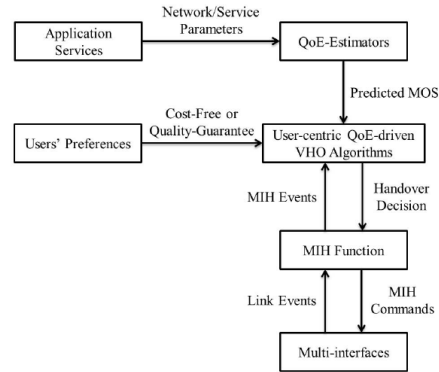 Network/Service
Parameters
Application
Services
QoE-Estimators
Predicted MOS
Cost-Free or
Quality-Guarantee
Users' Preferences
User-centric QoE-driven
VHO Algorithms
MIH Events
Handover
Decision
MIH Function
Link Events
MIH
Commands
Multi-interfaces